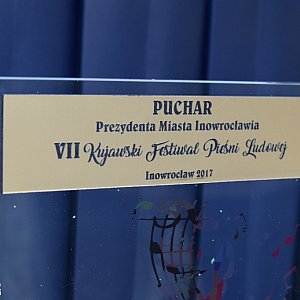 PUCHAR
Prezydenta Miasta Inowrocławia
VII Kujawski Festiwal Pieśni Ludowej
Inowrocław 2017